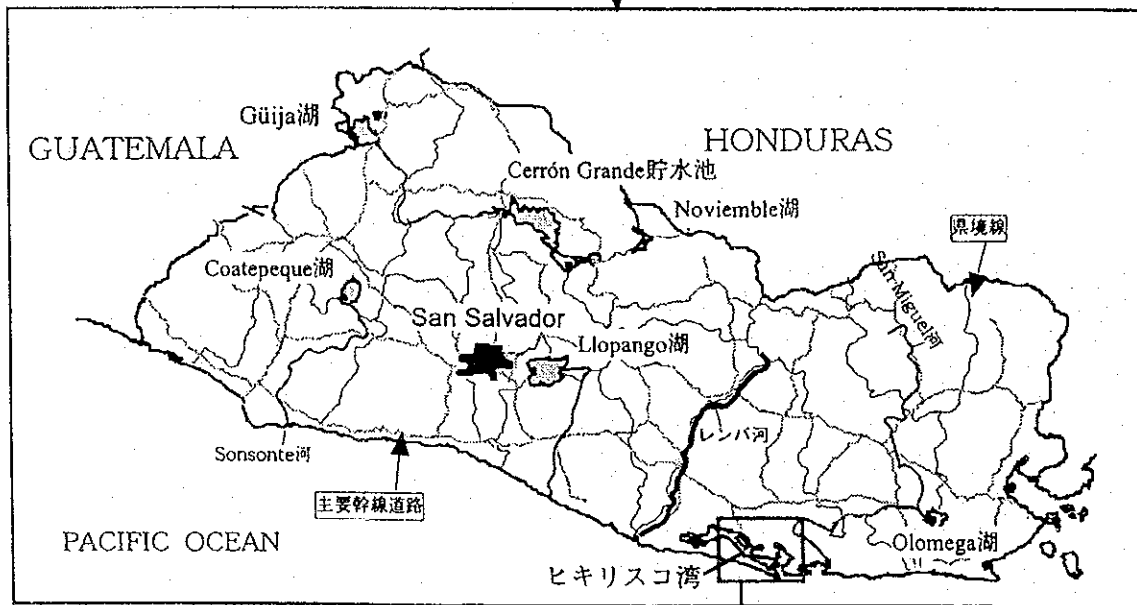 Güija湖
GUATEMALA
HONDURAS
Cerrón Grande貯水池
Noviemble湖
県境線
Coatepeque湖
San Miguel河
San Salvador
Llopango湖
レンバ河
Sonsonte河
主要幹線道路
PACIFIC OCEAN
Olomega湖
ヒキリスコ湾